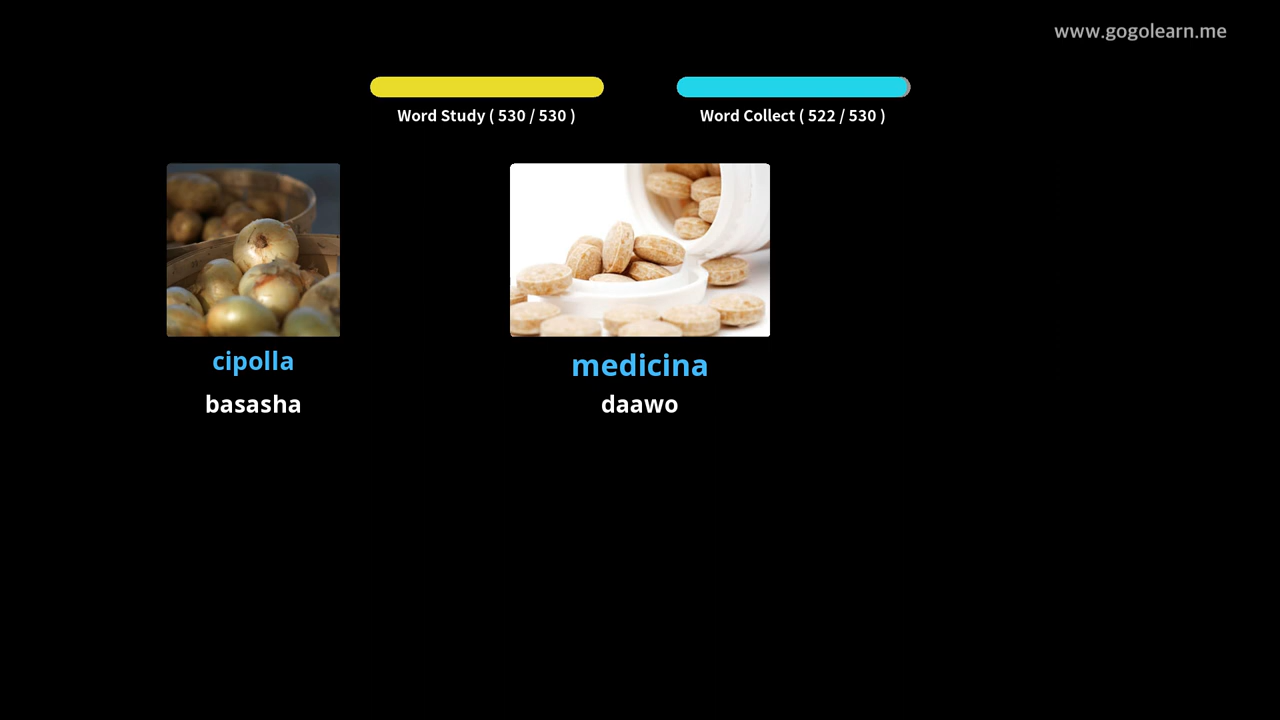 www.gogolearn.me
Word Study ( 530 / 530 )
Word Collect ( 522 / 530 )
cipolla
basasha
medicina
daawo